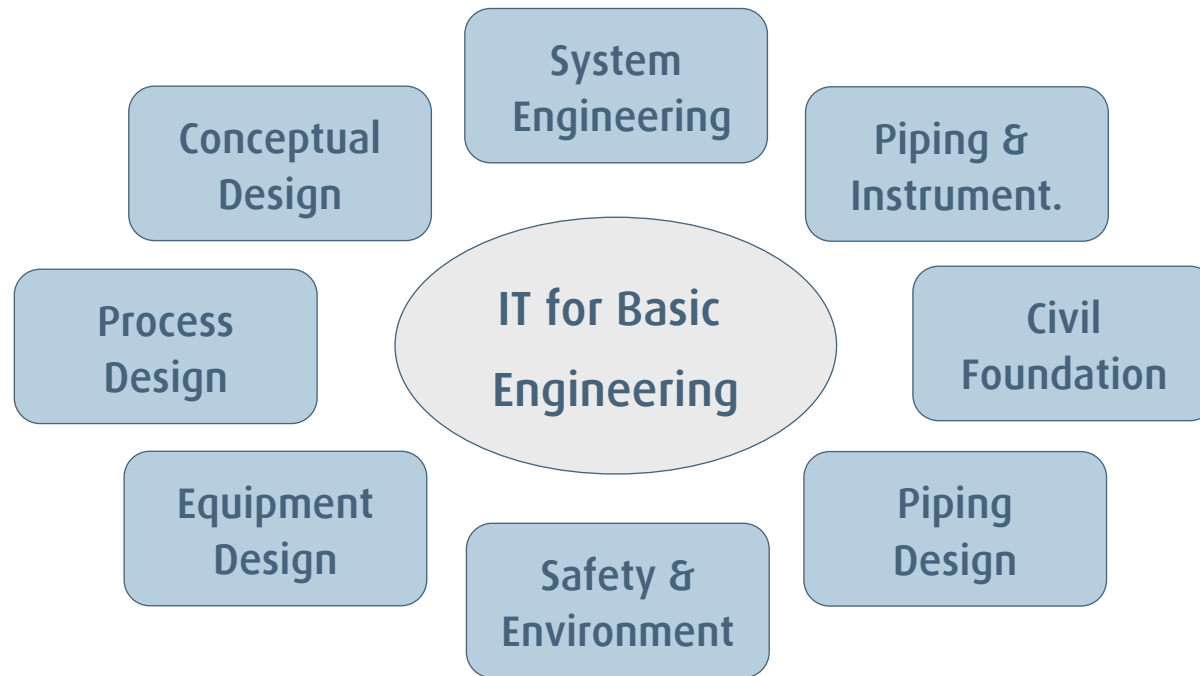 System
Engineering
Conceptual
Design
Piping &
Instrument.
IT for Basic
Engineering
Process
Design
Civil
Foundation
Equipment
Design
Piping
Design
Safety &
Environment